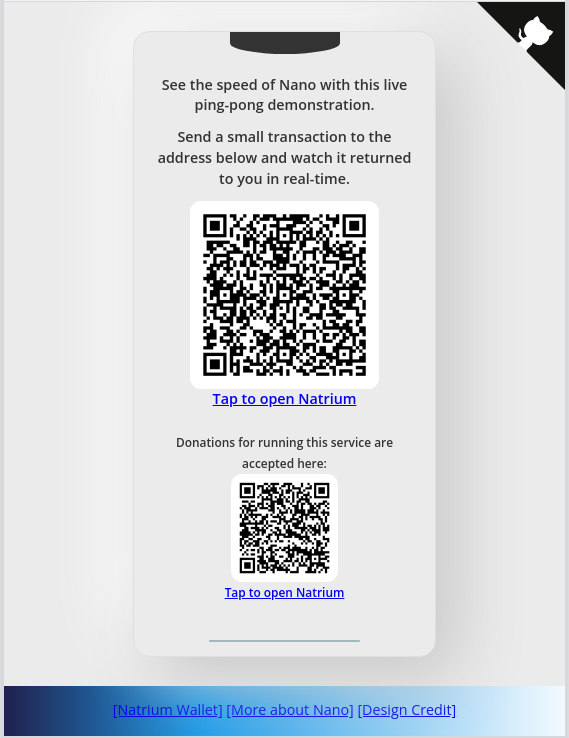 See the speed of Nano with this live
ping-pong demonstration.
Send a small transaction to the
address below and watch it returned
to you in real-time.
Tap to open Natrium
Donations for running this service are
accepted here:
Tap to open Natrium
[Natrium Wallet] [More about Nano] [Design Credit]